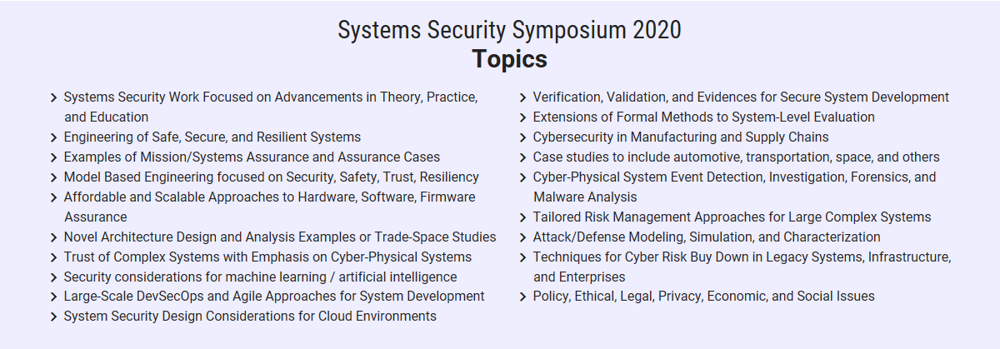 Systems Security Symposium 2020
Topics
Systems Security Work Focused on Advancements in Theory, Practice,
and Education
Engineering of Safe, Secure, and Resilient Systems
Examples of Mission/Systems Assurance and Assurance Cases
Model Based Engineering focused on Security, Safety, Trust, Resiliency
Affordable and Scalable Approaches to Hardware, Software, Firmware
Assurance
Novel Architecture Design and Analysis Examples or Trade-Space Studies
Trust of Complex Systems with Emphasis on Cyber-Physical Systems
Security considerations for machine learning / artificial intelligence
Large-Scale DevSecOps and Agile Approaches for System Development
System Security Design Considerations for Cloud Environments
Verification, Validation, and Evidences for Secure System Development
Extensions of Formal Methods to System-Level Evaluation
Cybersecurity in Manufacturing and Supply Chains
Case studies to include automotive, transportation, space, and others
Cyber-Physical System Event Detection, Investigation, Forensics, and
Malware Analysis
Tailored Risk Management Approaches for Large Complex Systems
Attack/Defense Modeling, Simulation, and Characterization
Techniques for Cyber Risk Buy Down in Legacy Systems, Infrastructure,
and Enterprises
Policy, Ethical, Legal, Privacy, Economic, and Social Issues